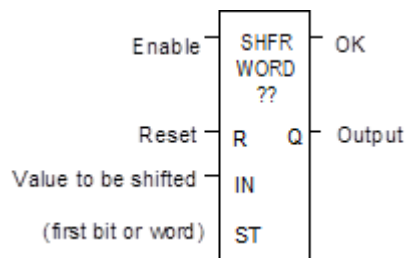 Enable SHFR OK
WORD
??
Reset R Q Output
Value to be shifted IN
(first bit or word) ST